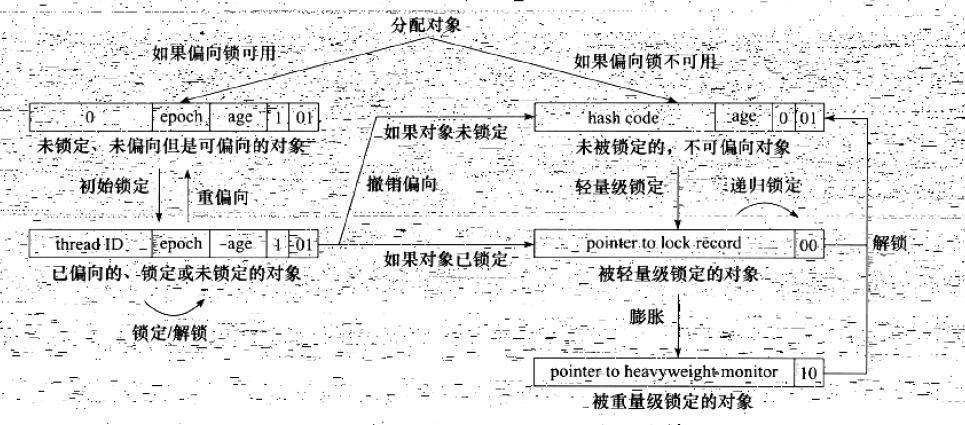 分配对象
如果偏向锁可用
如果偏向锁不可用
0 epoch age 1 01
hash code age 0 01
未锁定、未偏向但是可偏向的对象
如果对象未锁定
未被锁定的,不可偏向对象
初始锁定
重偏向
撤销偏向
轻量级锁定
递归锁定
thread ID epoch age 1 01
pointer to lock record 00
解锁
已偏向的、锁定或未锁定的对象
如果对象已锁定
被轻量级锁定的对象
锁定/解锁
膨胀
pointer to heavyweight monitor 10
被重量级锁定的对象